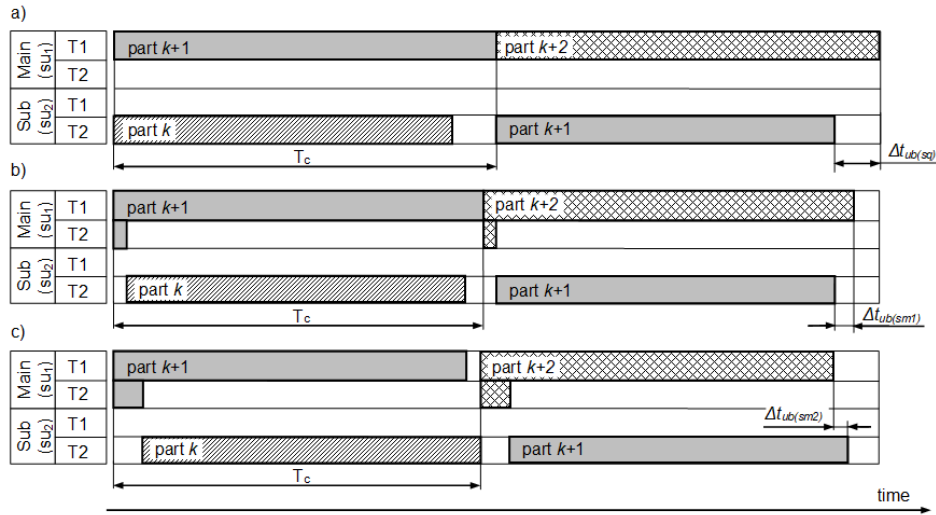 a)
Main (su1) T1 part k+1 part k+2
T2
Sub (su2) T1
T2 part k part k+1
Tc Δtub(sq)
b)
Main (su1) T1 part k+1 part k+2
T2
Sub (su2) T1
T2 part k part k+1
Tc Δtub(sm1)
c)
Main (su1) T1 part k+1 part k+2
T2
Sub (su2) T1 Δtub(sm2)
T2 part k part k+1
Tc
time